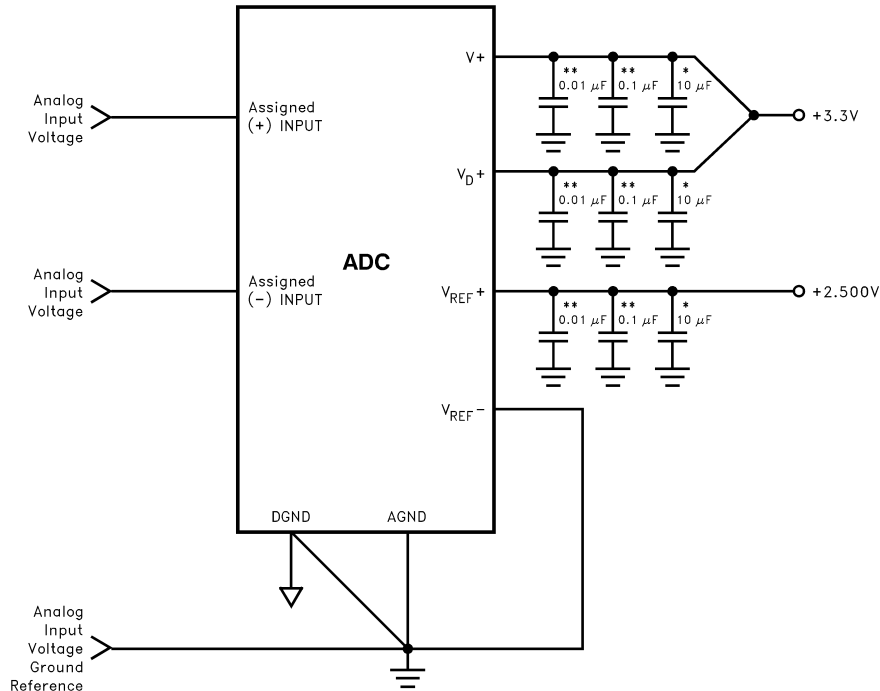 Analog
Input
Voltage
Assigned
(+) INPUT
Analog
Input
Voltage
Assigned
(−) INPUT
ADC
V+
** 0.01 μF
** 0.1 μF
* 10 μF
+3.3V
VD+
** 0.01 μF
** 0.1 μF
* 10 μF
VREF+
** 0.01 μF
** 0.1 μF
* 10 μF
+2.500V
VREF−
DGND
AGND
Analog
Input
Voltage
Ground
Reference